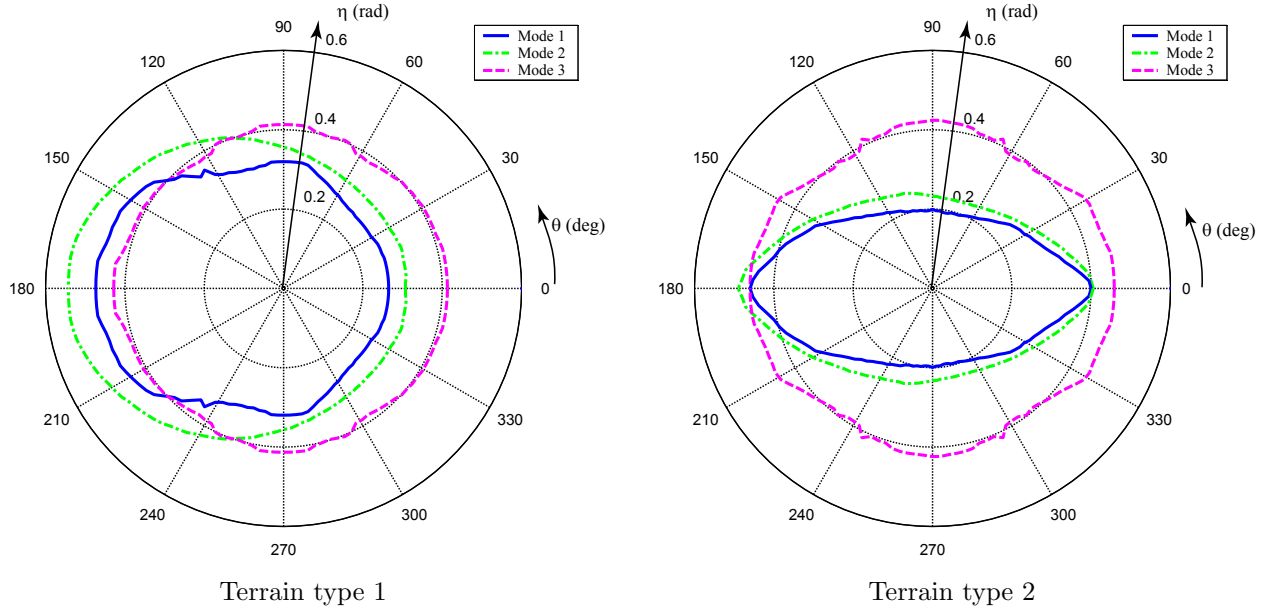 η (rad)
90
0.6
Mode 1
Mode 2
Mode 3
120
60
0.4
150
30
0.2
θ (deg)
180
0
210
330
240
300
270
Terrain type 1
η (rad)
90
0.6
Mode 1
Mode 2
Mode 3
120
60
0.4
150
30
0.2
θ (deg)
180
0
210
330
240
300
270
Terrain type 2